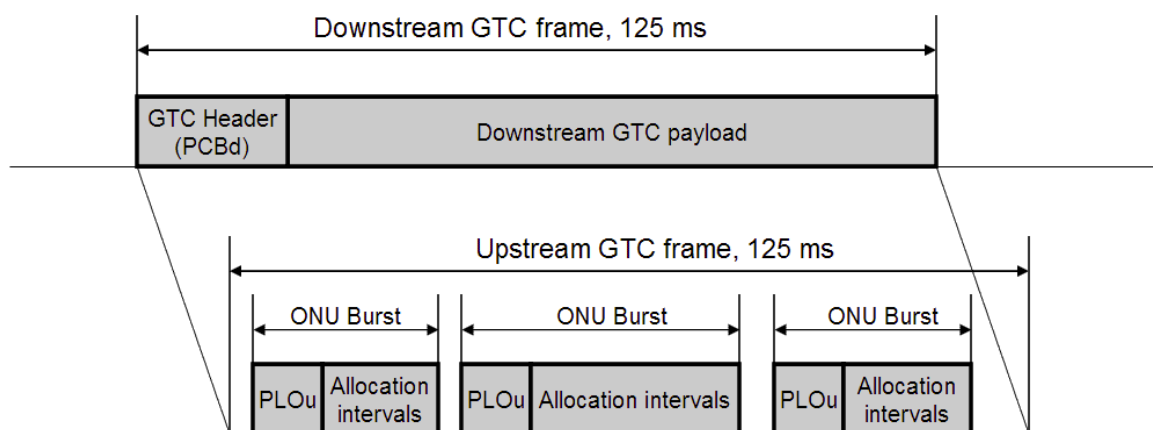 Downstream GTC frame, 125 ms
GTC Header
(PCBd)
Downstream GTC payload
Upstream GTC frame, 125 ms
ONU Burst
ONU Burst
ONU Burst
PLOu
Allocation
intervals
PLOu
Allocation intervals
PLOu
Allocation
intervals